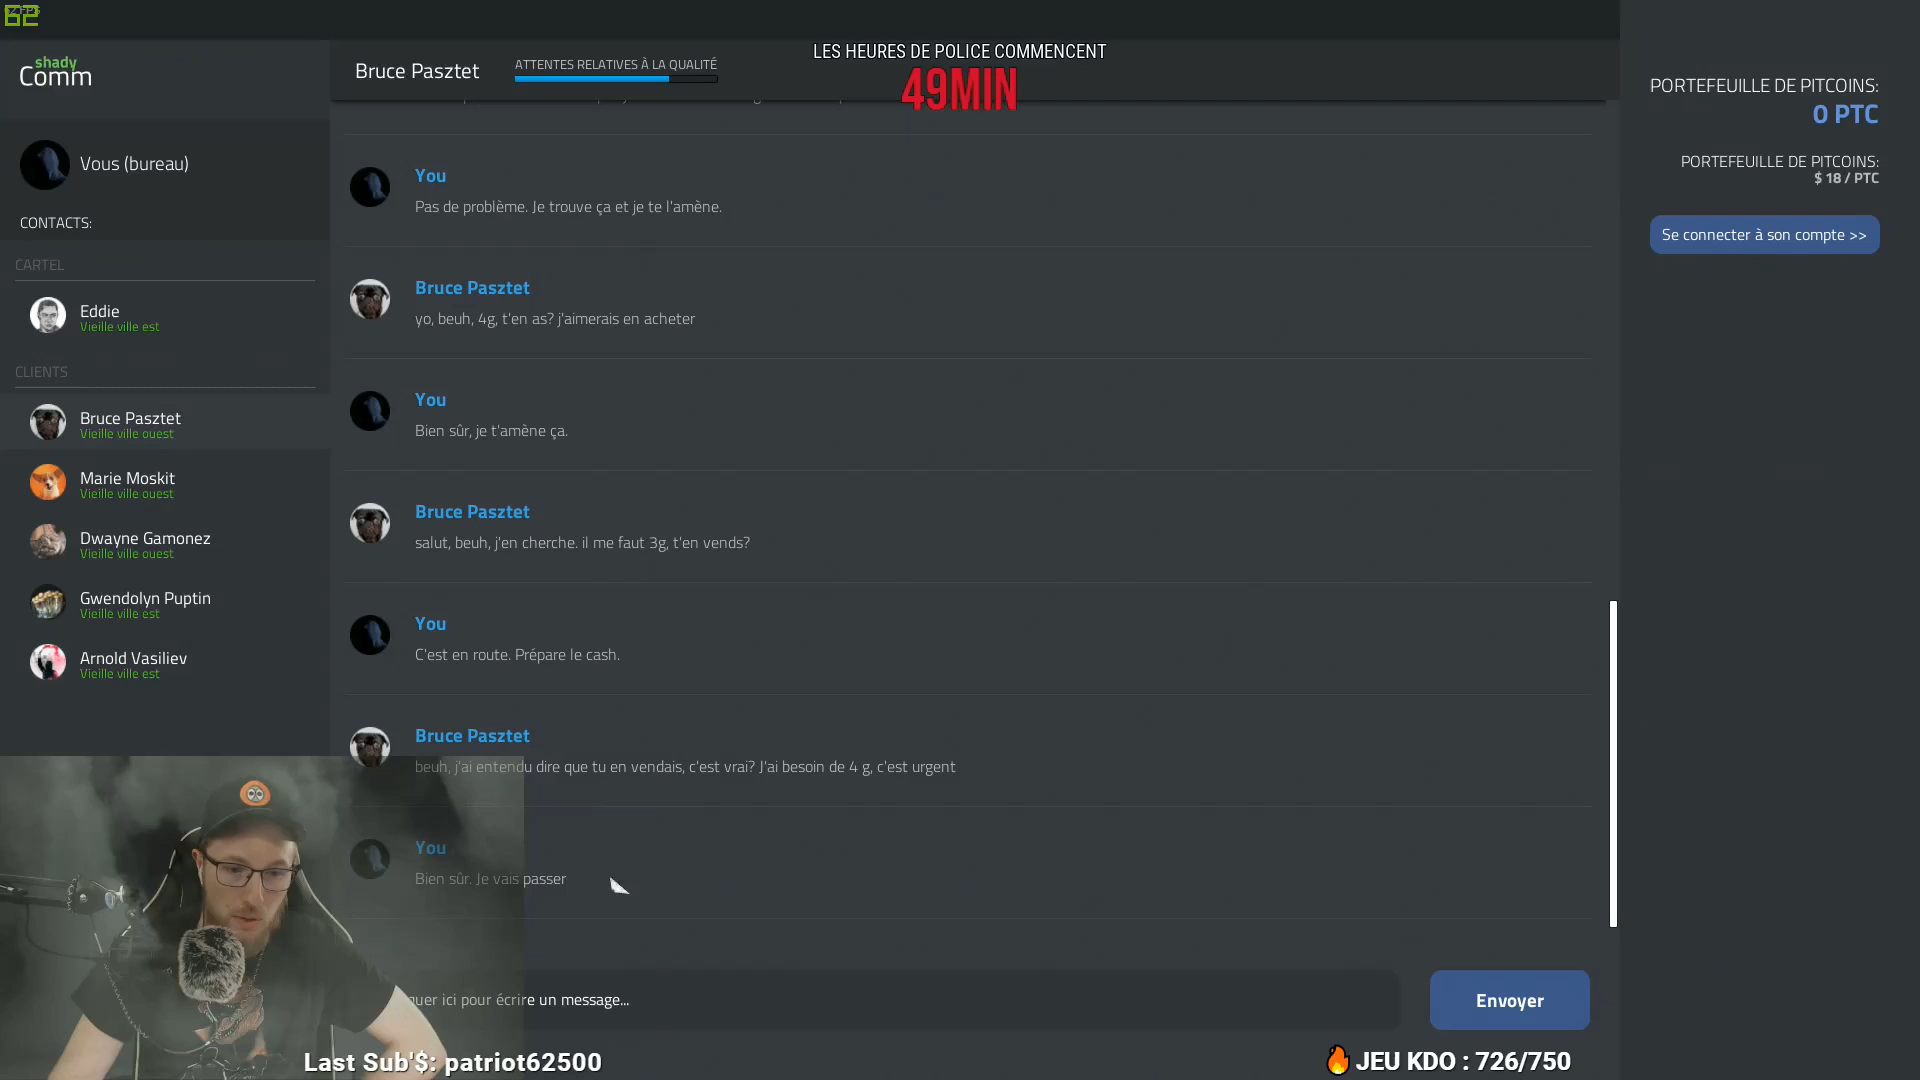 62
shady
Comm
Vous (bureau)
CONTACTS:
CARTEL
Eddie
Vieille ville est
CLIENTS
Bruce Pasztet
Vieille ville ouest
Marie Moskit
Vieille ville ouest
Dwayne Gamonez
Vieille ville ouest
Gwendolyn Puptin
Vieille ville est
Arnold Vasiliev
Vieille ville est
Bruce Pasztet
ATTENTES RELATIVES À LA QUALITÉ
LES HEURES DE POLICE COMMENCENT
49MIN
You
Pas de problème. Je trouve ça et je te l'amène.
Bruce Pasztet
yo, beuh, 4g, t'en as? j'aimerais en acheter
You
Bien sûr, je t'amène ça.
Bruce Pasztet
salut, beuh, j'en cherche. il me faut 3g, t'en vends?
You
C'est en route. Prépare le cash.
Bruce Pasztet
beuh, j'ai entendu dire que tu en vendais, c'est vrai? J'ai besoin de 4 g, c'est urgent
You
Bien sûr. Je vais passer
ici pour écrire un message...
Envoyer
PORTEFEUILLE DE PITCOINS:
0 PTC
PORTEFEUILLE DE PITCOINS:
$ 18 / PTC
Se connecter à son compte >>
Last Sub'$: patriot62500
JEU KDO : 726/750